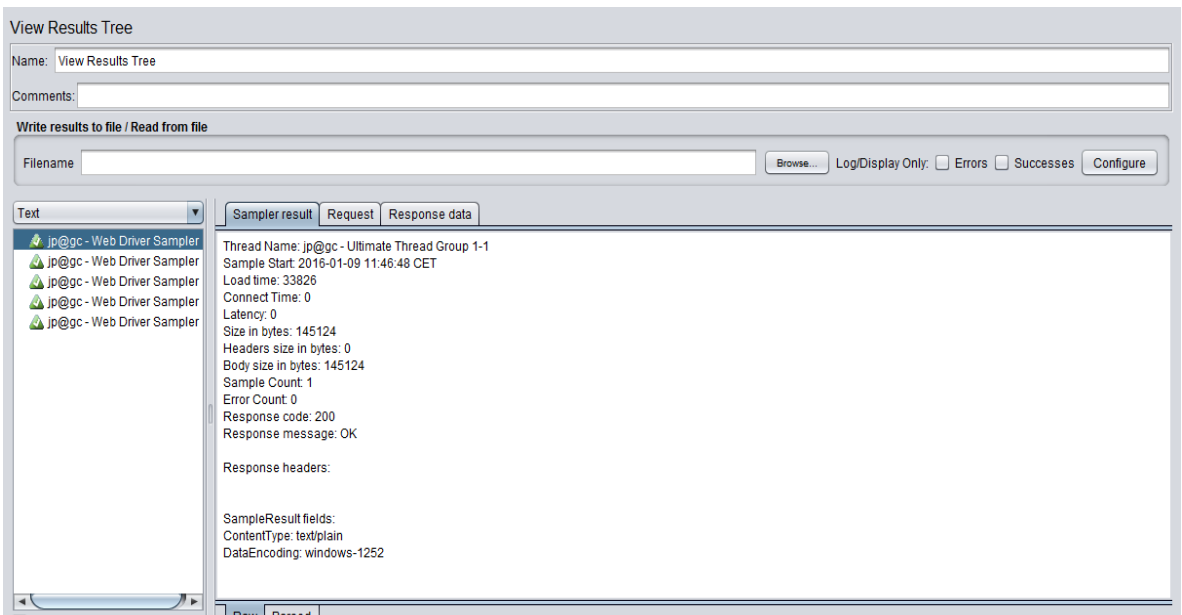 View Results Tree
Name: View Results Tree
Comments:
Write results to file / Read from file
Filename Browse... Log/Display Only: Errors Successes Configure
Text
jp@gc - Web Driver Sampler
jp@gc - Web Driver Sampler
jp@gc - Web Driver Sampler
jp@gc - Web Driver Sampler
jp@gc - Web Driver Sampler
Sampler result Request Response data
Thread Name: jp@gc - Ultimate Thread Group 1-1
Sample Start: 2016-01-09 11:46:48 CET
Load time: 33826
Connect Time: 0
Latency: 0
Size in bytes: 145124
Headers size in bytes: 0
Body size in bytes: 145124
Sample Count: 1
Error Count: 0
Response code: 200
Response message: OK
Response headers:
SampleResult fields:
ContentType: text/plain
DataEncoding: windows-1252
Raw Parsed